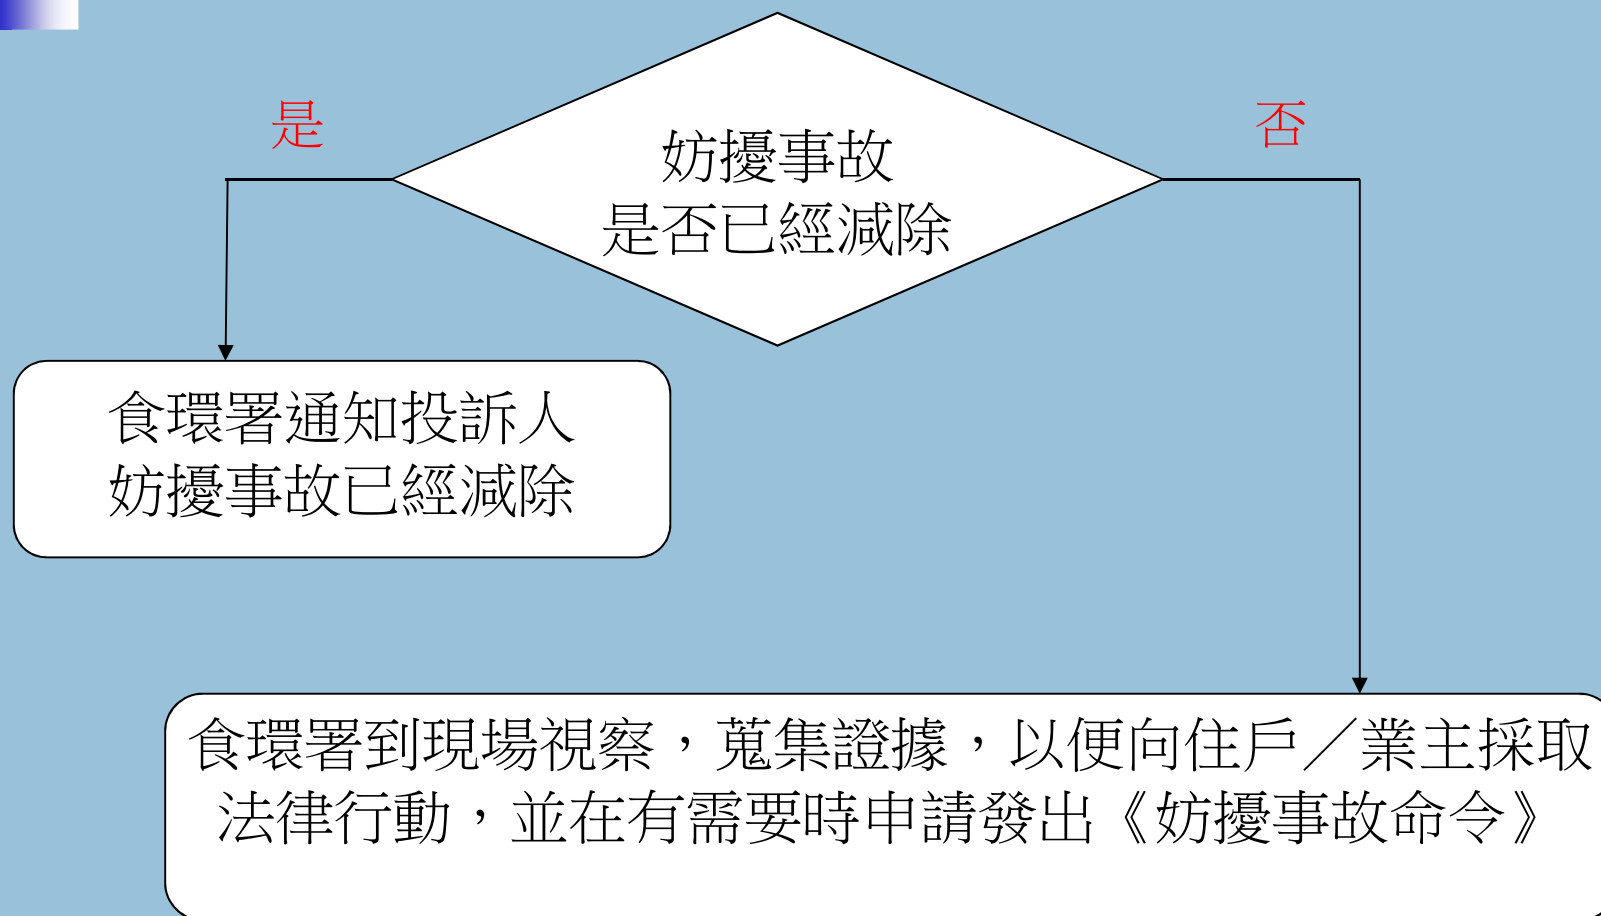 是
否
妨擾事故
是否已經減除
食環署通知投訴人
妨擾事故已經減除
食環署到現場視察，蒐集證據，以便向住戶／業主採取
法律行動，並在有需要時申請發出《妨擾事故命令》